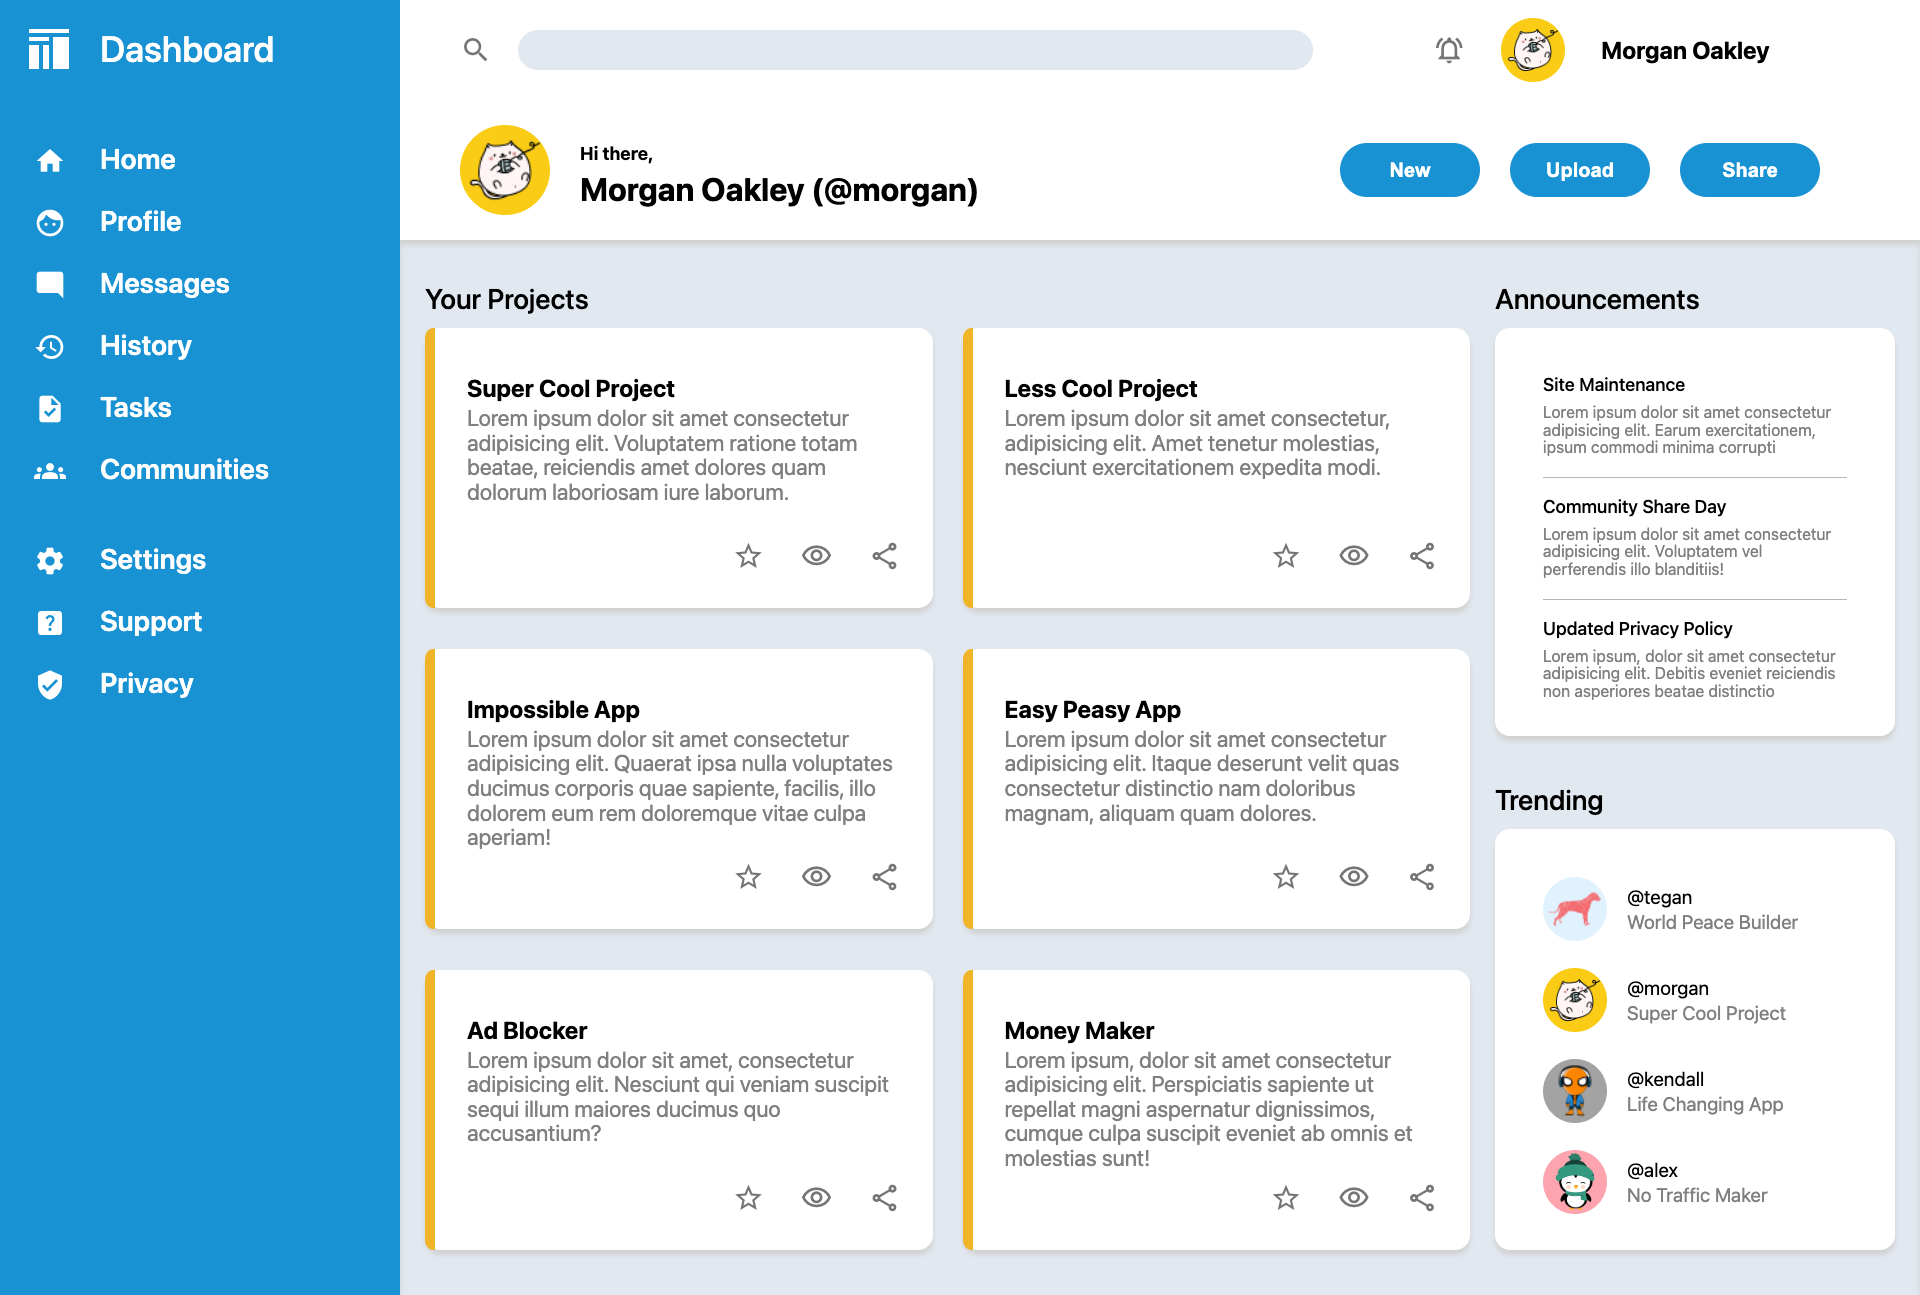 Dashboard
Home
Profile
Messages
History
Tasks
Communities
Settings
Support
Privacy
Morgan Oakley
Hi there,
Morgan Oakley (@morgan)
New
Upload
Share
Your Projects
Super Cool Project
Lorem ipsum dolor sit amet consectetur
adipisicing elit. Voluptatem ratione totam
beatae, reiciendis amet dolores quam
dolorum laboriosam iure laborum.
Less Cool Project
Lorem ipsum dolor sit amet consectetur,
adipisicing elit. Amet tenetur molestias,
nesciunt exercitationem expedita modi.
Impossible App
Lorem ipsum dolor sit amet consectetur
adipisicing elit. Quaerat ipsa nulla voluptates
ducimus corporis quae sapiente, facilis, illo
dolorem eum rem doloremque vitae culpa
aperiam!
Easy Peasy App
Lorem ipsum dolor sit amet consectetur
adipisicing elit. Itaque deserunt velit quas
consectetur distinctio nam doloribus
magnam, aliquam quam dolores.
Ad Blocker
Lorem ipsum dolor sit amet, consectetur
adipisicing elit. Nesciunt qui veniam suscipit
sequi illum maiores ducimus quo
accusantium?
Money Maker
Lorem ipsum, dolor sit amet consectetur
adipisicing elit. Perspiciatis sapiente ut
repellat magni aspernatur dignissimos,
cumque culpa suscipit eveniet ab omnis et
molestias sunt!
Announcements
Site Maintenance
Lorem ipsum dolor sit amet consectetur
adipisicing elit. Earum exercitationem,
ipsum commodi minima corrupti
Community Share Day
Lorem ipsum dolor sit amet consectetur
adipisicing elit. Voluptatem vel
perferendis illo blanditiis!
Updated Privacy Policy
Lorem ipsum, dolor sit amet consectetur
adipisicing elit. Debitis eveniet reiciendis
non asperiores beatae distinctio
Trending
@tegan
World Peace Builder
@morgan
Super Cool Project
@kendall
Life Changing App
@alex
No Traffic Maker